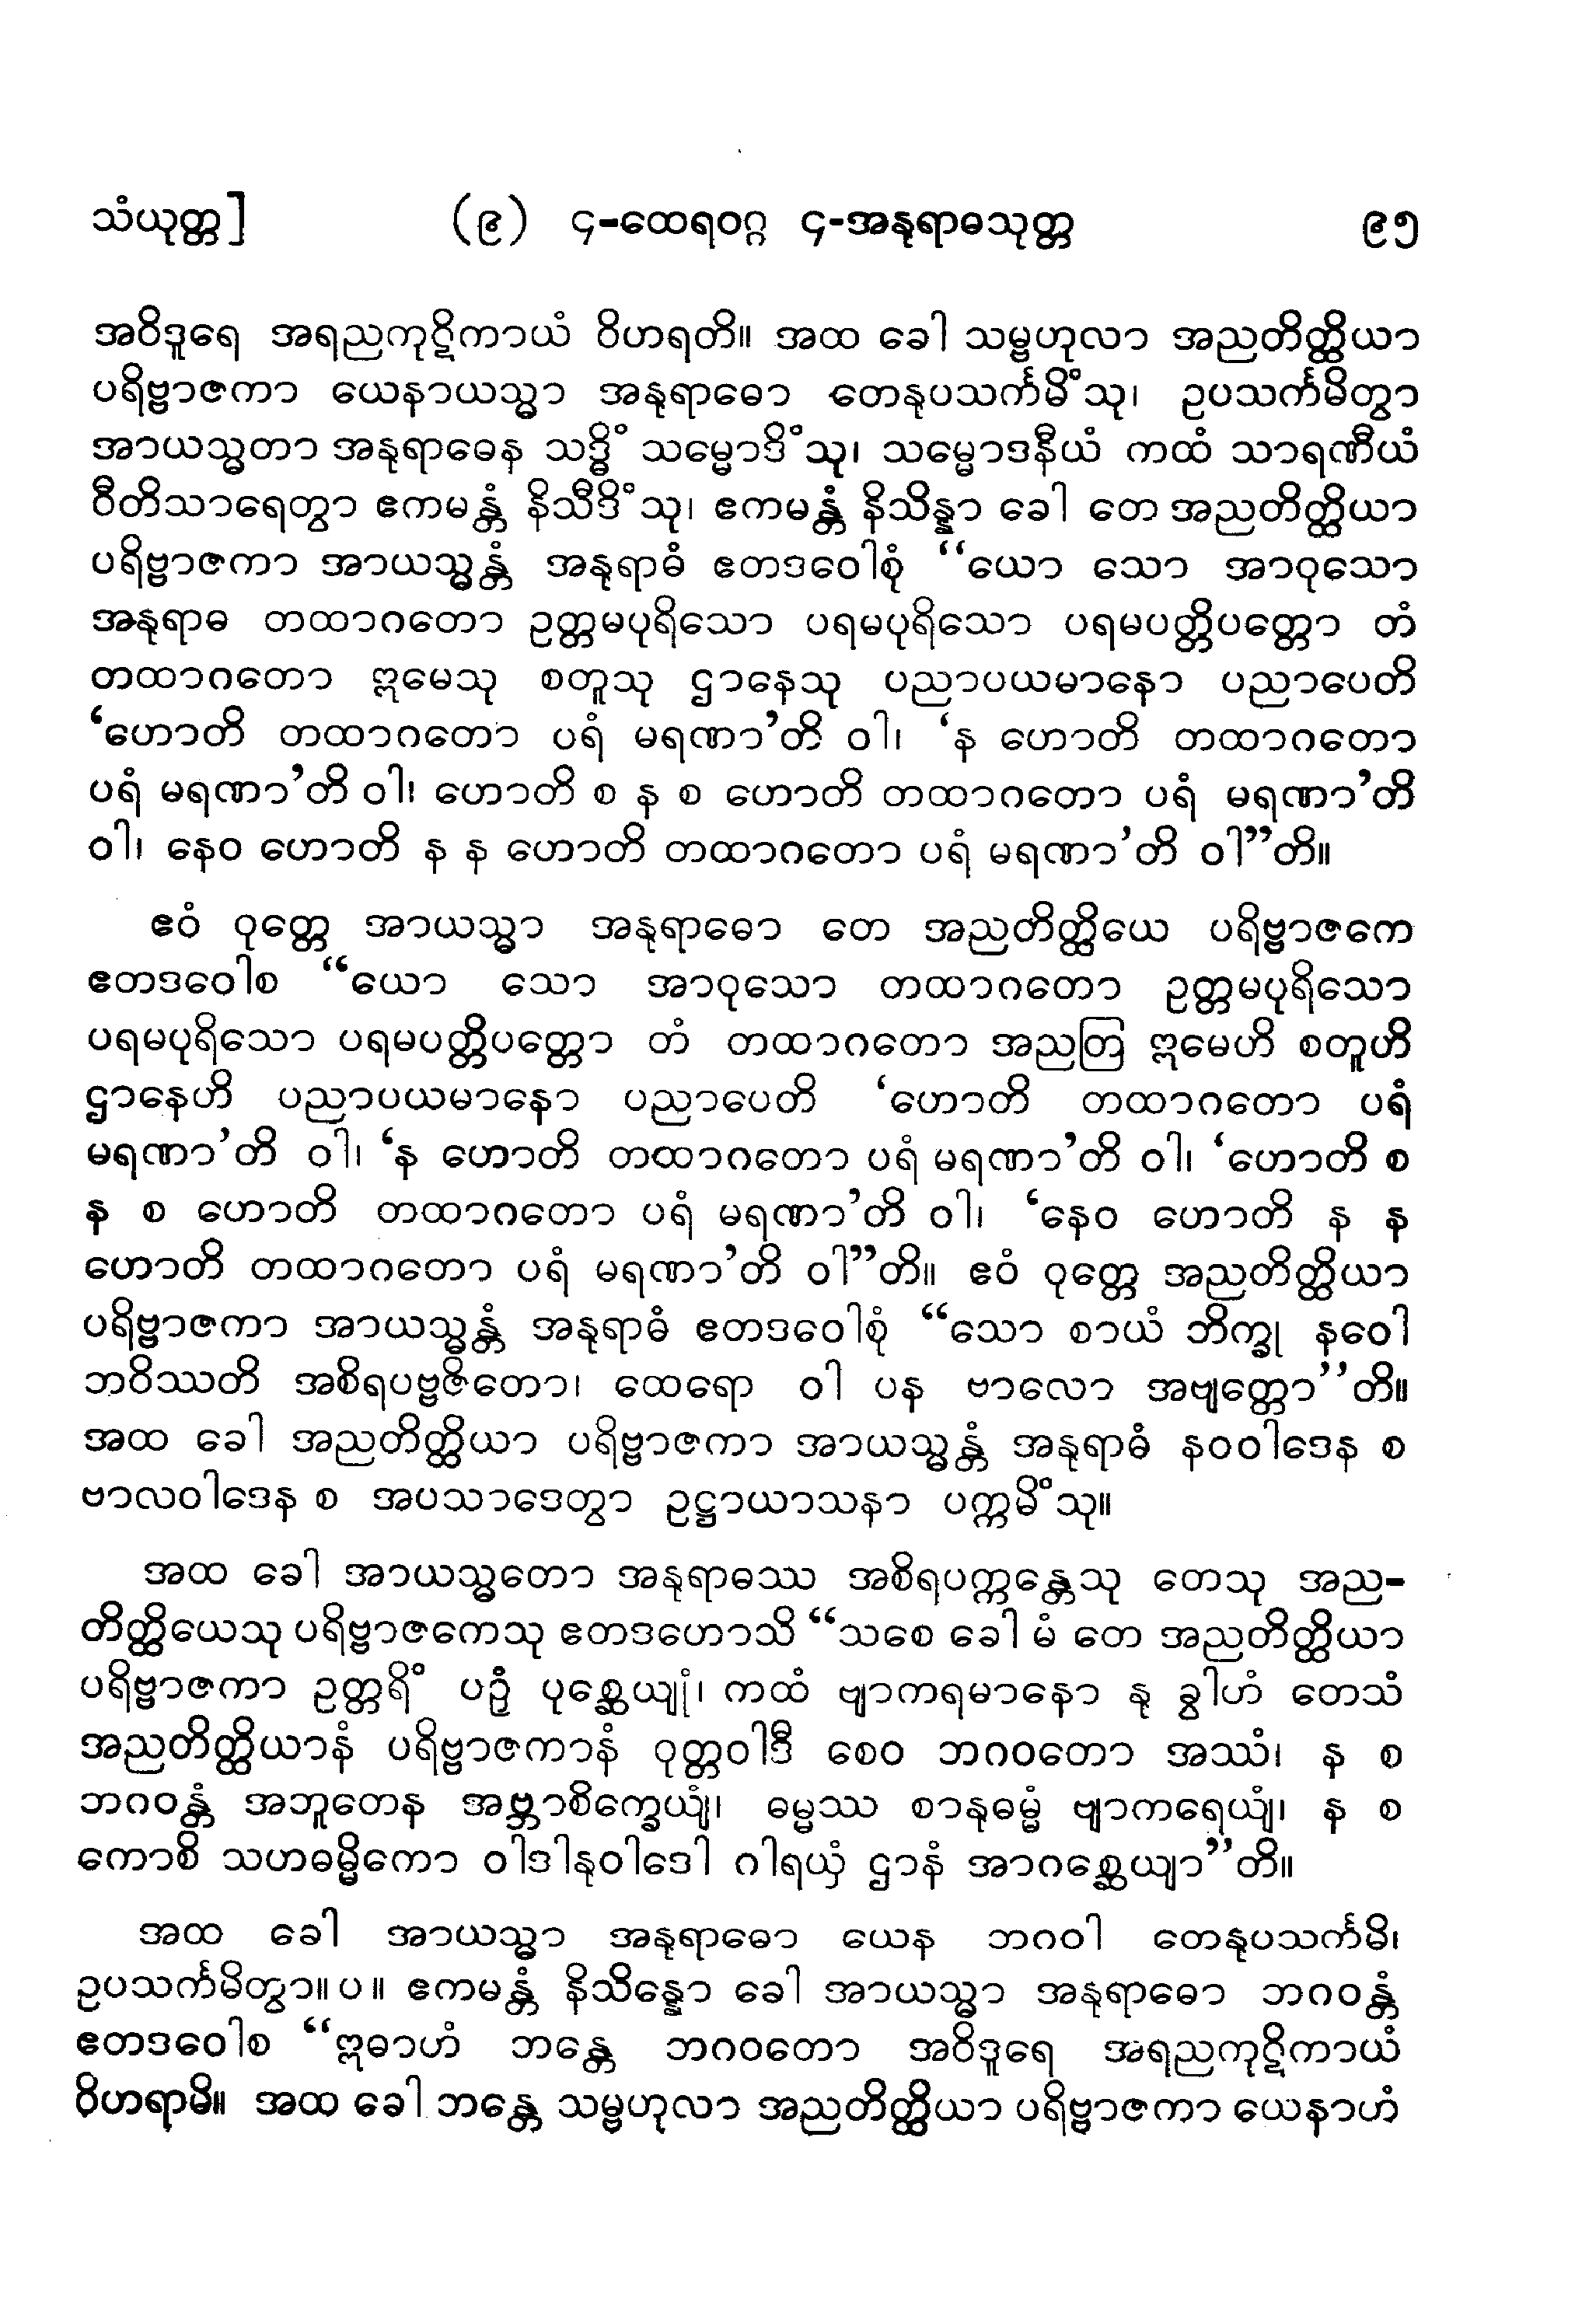 သံယုတ္တ] (၉) ၄-ထေရဝဂ္ဂ ၄-အနုရာဓသုတ္တ ၉၅
အဝိဒူရေ အရညကုဋိကာယံ ဝိဟရတိ။ အထ ခေါ သမ္ဗဟုလာ အညတိတ္ထိယာ
ပရိဗ္ဗာဇကာ ယေနာယသ္မာ အနုရာဓော တေနုပသင်္ကမိံသု၊ ဥပသင်္ကမိတွာ
အာယသ္မတာ အနုရာဓေန သဒ္ဓိံ သမ္မောဒိံသု၊ သမ္မောဒနီယံ ကထံ သာရဏီယံ
ဝီတိသာရေတွာ ဧကမန္တံ နိသီဒိံသု၊ ဧကမန္တံ နိသိန္နာ ခေါ တေ အညတိတ္ထိယာ
ပရိဗ္ဗာဇကာ အာယသ္မန္တံ အနုရာဓံ ဧတဒဝေါစုံ “ယော သော အာဝုသော
အနုရာဓ တထာဂတော ဥတ္တမပုရိသော ပရမပုရိသော ပရမပတ္တိပတ္တော တံ
တထာဂတော ဣမေသု စတူသု ဌာနေသု ပညာပယမာနော ပညာပေတိ
‘ဟောတိ တထာဂတော ပရံ မရဏာ’တိ ဝါ၊ ‘န ဟောတိ တထာဂတော
ပရံ မရဏာ’တိ ဝါ၊ ဟောတိ စ န စ ဟောတိ တထာဂတော ပရံ မရဏာ’တိ
ဝါ၊ နေဝ ဟောတိ န န ဟောတိ တထာဂတော ပရံ မရဏာ’တိ ဝါ”တိ။
ဧဝံ ဝုတ္တေ အာယသ္မာ အနုရာဓော တေ အညတိတ္ထိယေ ပရိဗ္ဗာဇကေ
ဧတဒဝေါစ “ယော သော အာဝုသော တထာဂတော ဥတ္တမပုရိသော
ပရမပုရိသော ပရမပတ္တိပတ္တော တံ တထာဂတော အညတြ ဣမေဟိ စတူဟိ
ဌာနေဟိ ပညာပယမာနော ပညာပေတိ ‘ဟောတိ တထာဂတော ပရံ
မရဏာ’တိ ဝါ၊ ‘န ဟောတိ တထာဂတော ပရံ မရဏာ’တိ ဝါ၊ ‘ဟောတိ စ
န စ ဟောတိ တထာဂတော ပရံ မရဏာ’တိ ဝါ၊ ‘နေဝ ဟောတိ န န
ဟောတိ တထာဂတော ပရံ မရဏာ’တိ ဝါ”တိ။ ဧဝံ ဝုတ္တေ အညတိတ္ထိယာ
ပရိဗ္ဗာဇကာ အာယသ္မန္တံ အနုရာဓံ ဧတဒဝေါစုံ “သော စာယံ ဘိက္ခု နဝေါ
ဘဝိဿတိ အစိရပဗ္ဗဇိတော၊ ထေရော ဝါ ပန ဗာလော အဗျတ္တော”တိ။
အထ ခေါ အညတိတ္ထိယာ ပရိဗ္ဗာဇကာ အာယသ္မန္တံ အနုရာဓံ နဝဝါဒေန စ
ဗာလဝါဒေန စ အပသာဒေတွာ ဥဋ္ဌာယာသနာ ပက္ကမိံသု။
အထ ခေါ အာယသ္မတော အနုရာဓဿ အစိရပက္ကန္တေသု တေသု အည-
တိတ္ထိယေသု ပရိဗ္ဗာဇကေသု ဧတဒဟောသိ “သစေ ခေါ မံ တေ အညတိတ္ထိယာ
ပရိဗ္ဗာဇကာ ဥတ္တရိံ ပဉှံ ပုစ္ဆေယျုံ၊ ကထံ ဗျာကရမာနော နု ခွါဟံ တေသံ
အညတိတ္ထိယာနံ ပရိဗ္ဗာဇကာနံ ဝုတ္တဝါဒီ စေဝ ဘဂဝတော အဿံ၊ န စ
ဘဂဝန္တံ အဘူတေန အဗ္ဘာစိက္ခေယျံ၊ ဓမ္မဿ စာနုဓမ္မံ ဗျာကရေယျံ၊ န စ
ကောစိ သဟဓမ္မိကော ဝါဒါနုဝါဒေါ ဂါရယှံ ဌာနံ အာဂစ္ဆေယျာ”တိ။
အထ ခေါ အာယသ္မာ အနုရာဓော ယေန ဘဂဝါ တေနုပသင်္ကမိ၊
ဥပသင်္ကမိတွာ။ ပ။ ဧကမန္တံ နိသိန္နော ခေါ အာယသ္မာ အနုရာဓော ဘဂဝန္တံ
ဧတဒဝေါစ “ဣဓာဟံ ဘန္တေ ဘဂဝတော အဝိဒူရေ အရညကုဋိကာယံ
ဝိဟရာမိ။ အထ ခေါ ဘန္တေ သမ္ဗဟုလာ အညတိတ္ထိယာ ပရိဗ္ဗာဇကာ ယေနာဟံ